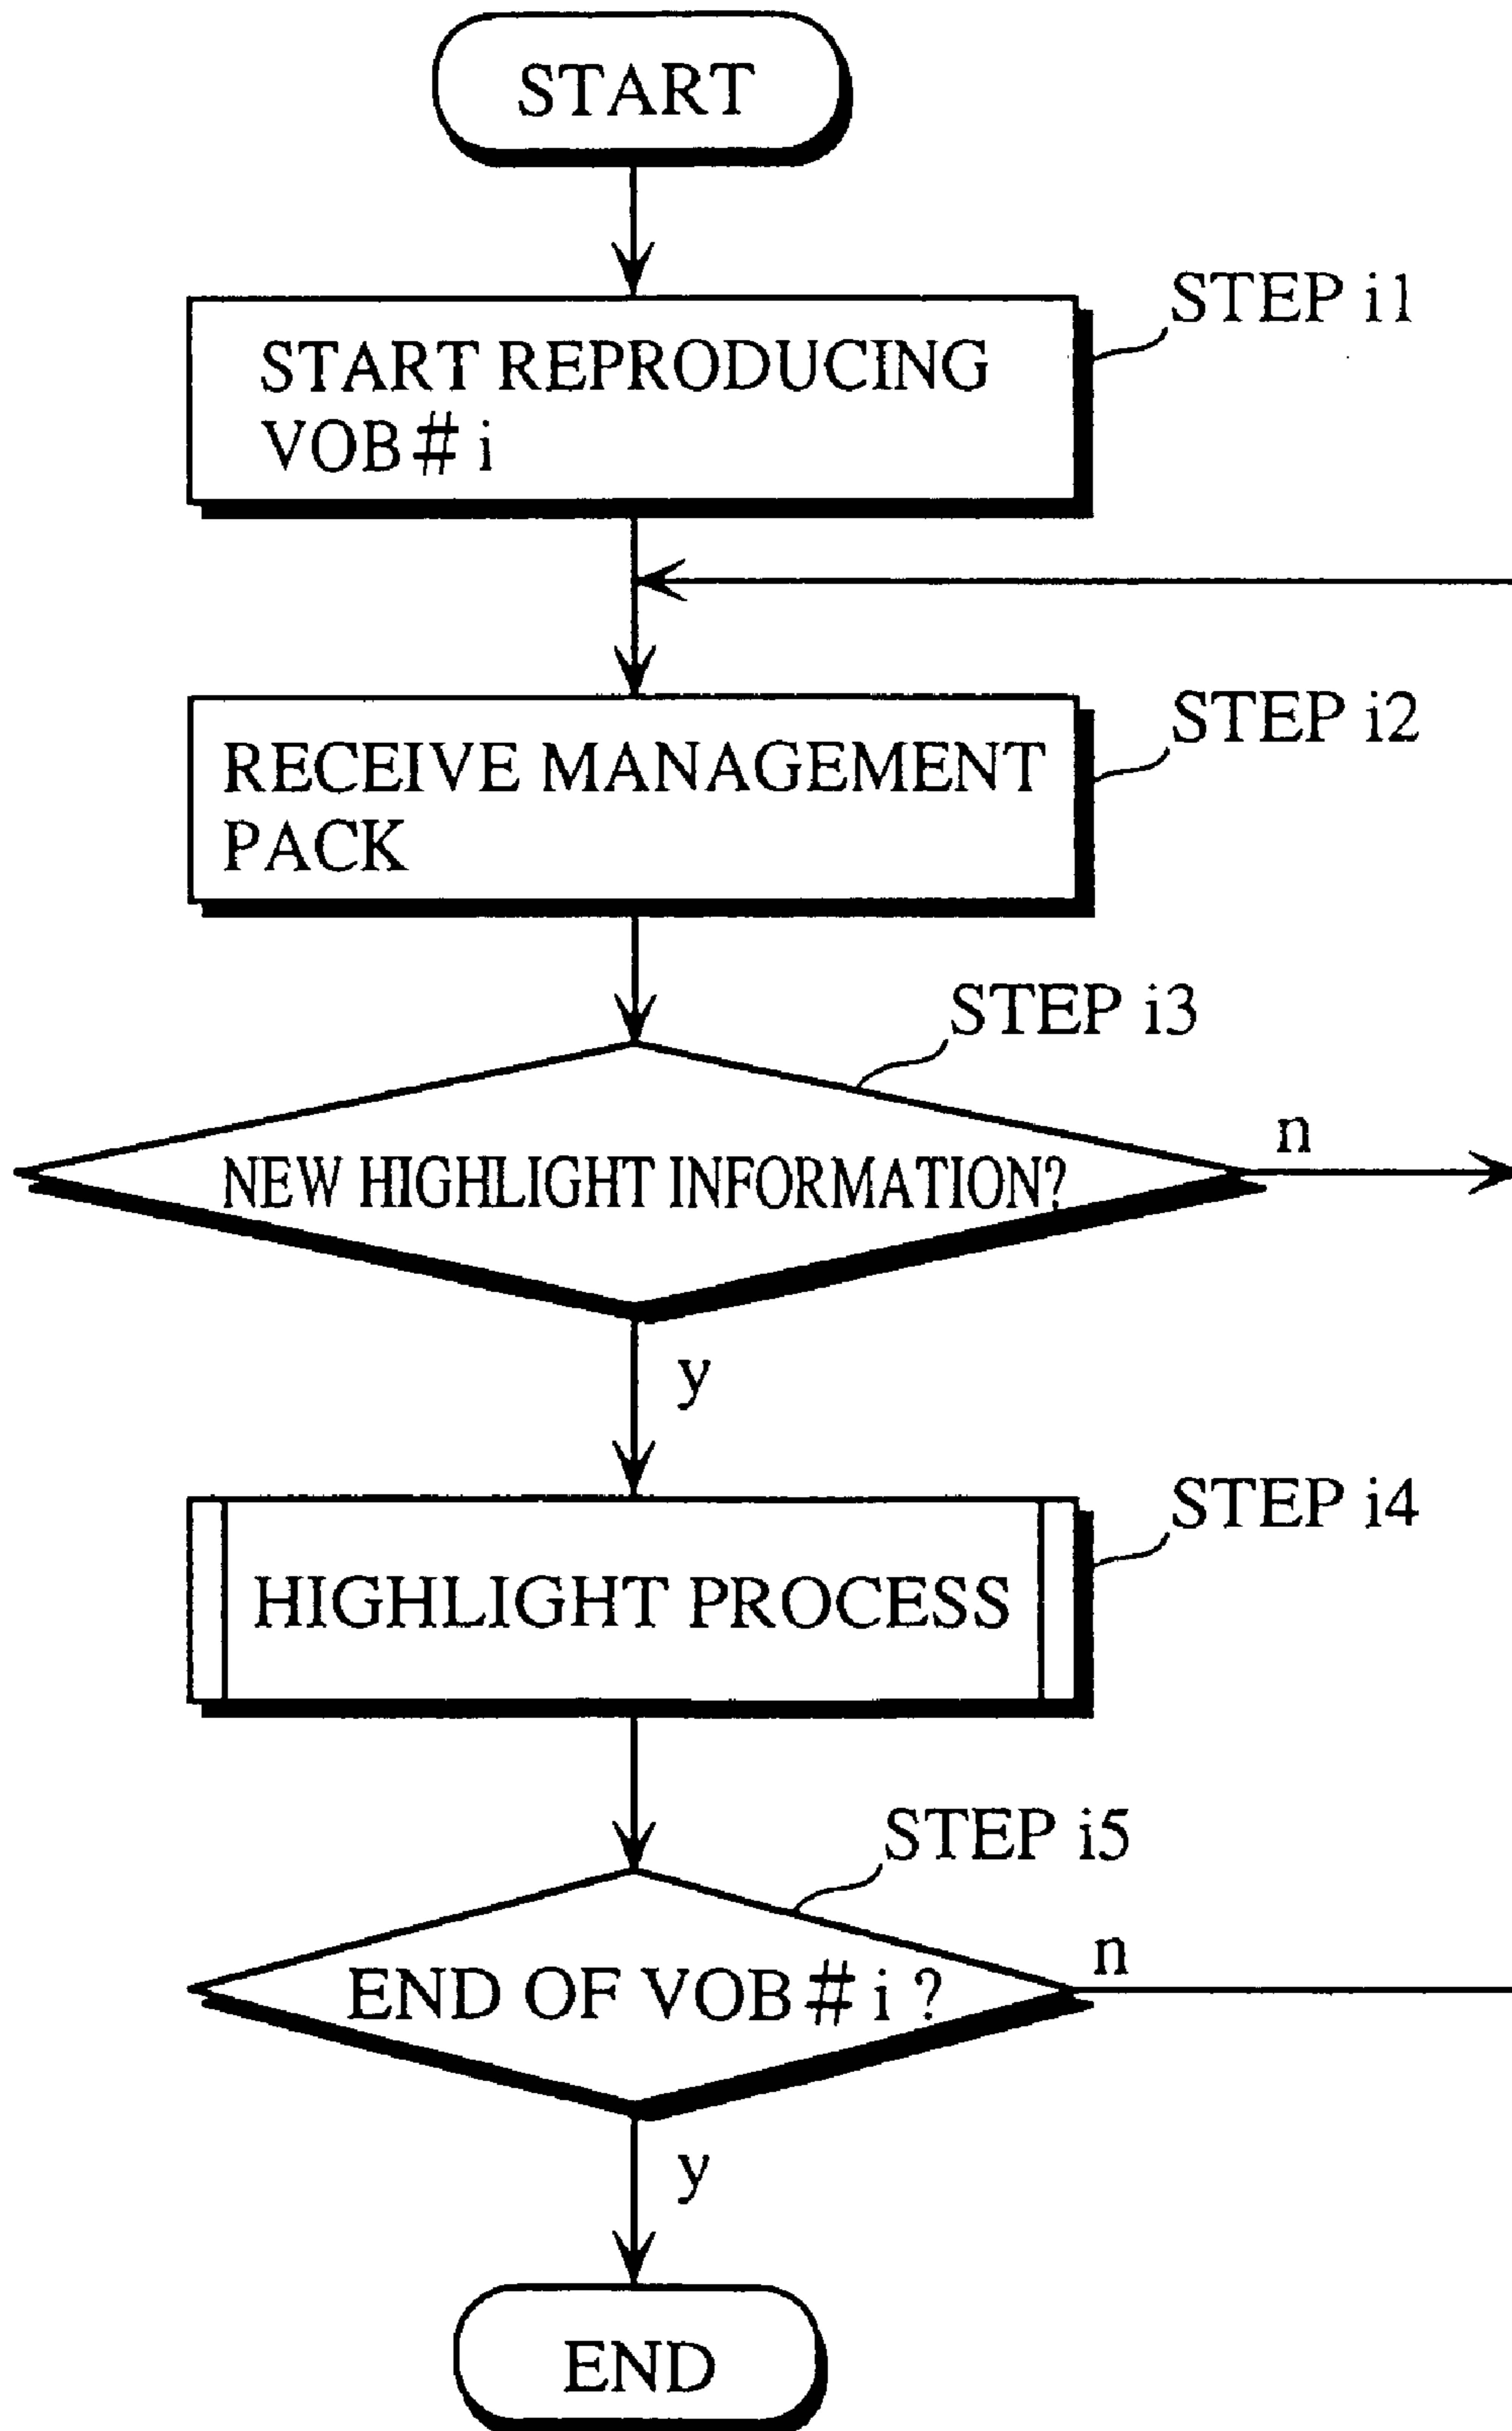 START
STEP i1
START REPRODUCING
VOB # i
STEP i2
RECEIVE MANAGEMENT
PACK
STEP i3
NEW HIGHLIGHT INFORMATION?
n
y
STEP i4
HIGHLIGHT PROCESS
STEP i5
END OF VOB # i ?
n
y
END